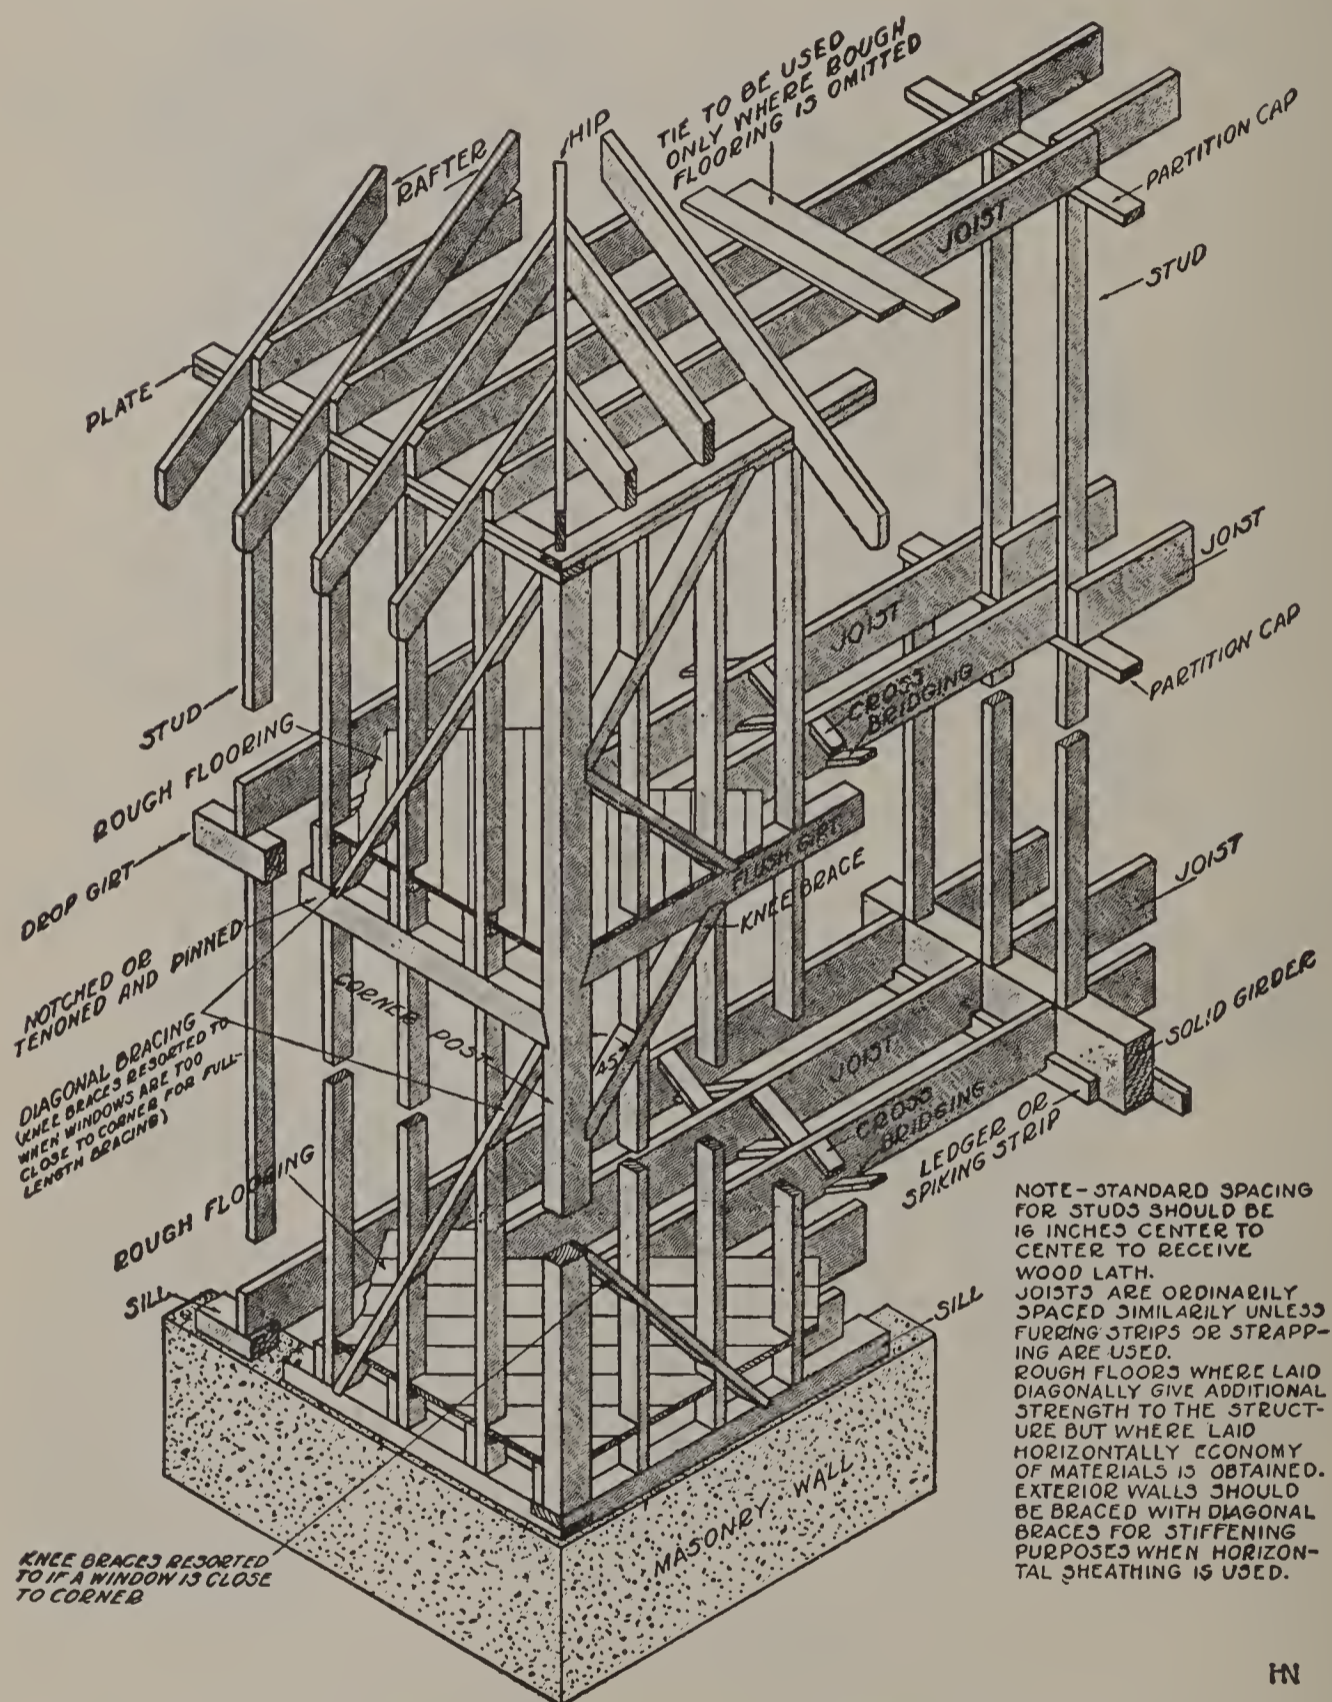 TIE TO BE USED
ONLY WHERE ROUGH
FLOORING IS OMITTED
HIP
RAFTER
PARTITION CAP
JOIST
STUD
PLATE
JOIST
JOIST
PARTITION CAP
CROSS
BRIDGING
STUD
ROUGH FLOORING
DROP GIRT
FLUSH GIRT
KNEE BRACE
JOIST
NOTCHED OR
TENONED AND PINNED
CORNER POST
SOLID GIRDER
DIAGONAL BRACING
(KNEE BRACES RESORTED TO
WHEN WINDOWS ARE TOO
CLOSE TO CORNER FOR FULL-
LENGTH BRACING)
45°
JOIST
CROSS
BRIDGING
LEDGER OR
SPIKING STRIP
ROUGH FLOORING
SILL
SILL
NOTE-STANDARD SPACING
FOR STUDS SHOULD BE
16 INCHES CENTER TO
CENTER TO RECEIVE
WOOD LATH.
JOISTS ARE ORDINARILY
SPACED SIMILARILY UNLESS
FURRING STRIPS OR STRAPP-
ING ARE USED.
ROUGH FLOORS WHERE LAID
DIAGONALLY GIVE ADDITIONAL
STRENGTH TO THE STRUCT-
URE BUT WHERE LAID
HORIZONTALLY ECONOMY
OF MATERIALS IS OBTAINED.
EXTERIOR WALLS SHOULD
BE BRACED WITH DIAGONAL
BRACES FOR STIFFENING
PURPOSES WHEN HORIZON-
TAL SHEATHING IS USED.
MASONRY WALL
KNEE BRACES RESORTED
TO IF A WINDOW IS CLOSE
TO CORNER
HN